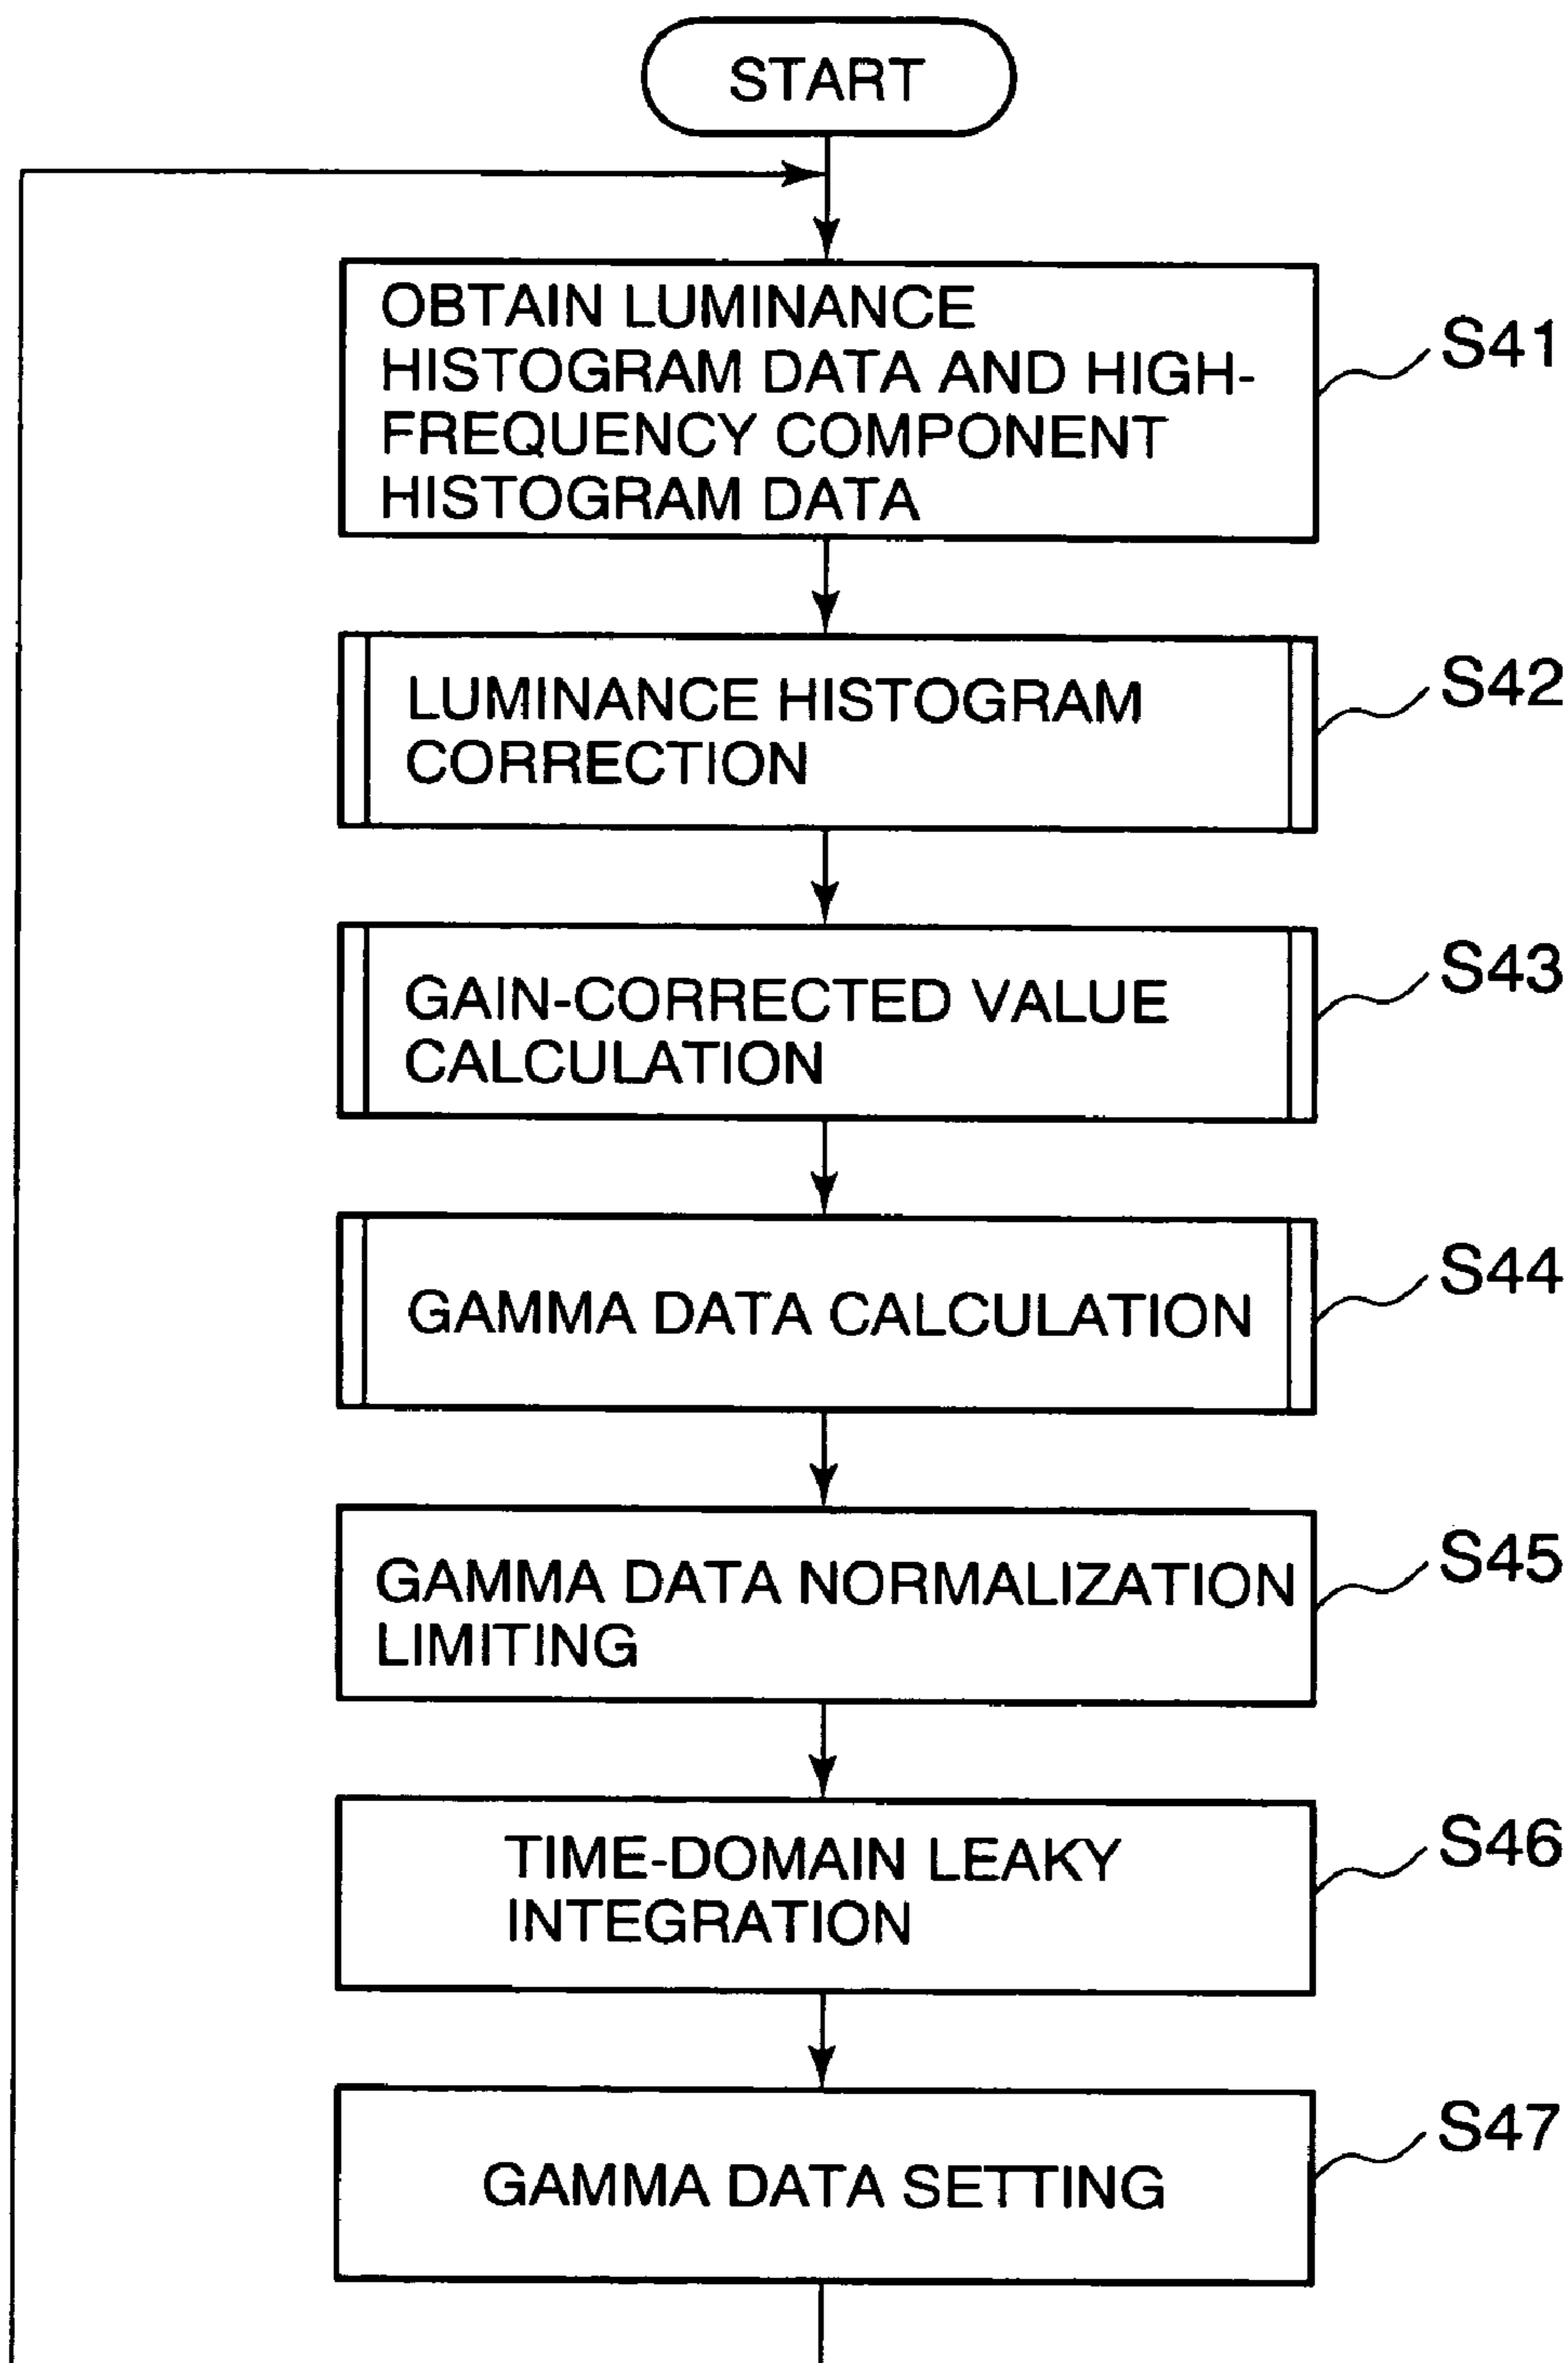 START
OBTAIN LUMINANCE
HISTOGRAM DATA AND HIGH-
FREQUENCY COMPONENT
HISTOGRAM DATA
S41
LUMINANCE HISTOGRAM
CORRECTION
S42
GAIN-CORRECTED VALUE
CALCULATION
S43
GAMMA DATA CALCULATION
S44
GAMMA DATA NORMALIZATION
LIMITING
S45
TIME-DOMAIN LEAKY
INTEGRATION
S46
GAMMA DATA SETTING
S47